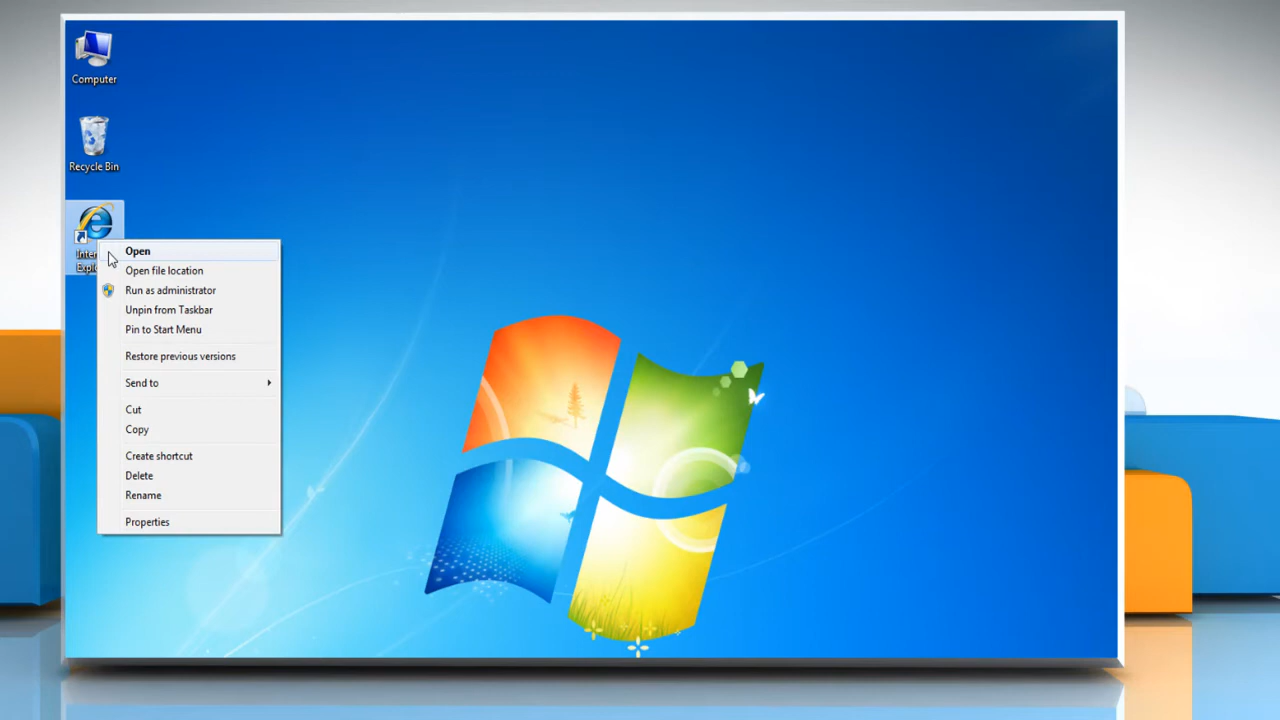 Computer
Recycle Bin
Open
Open file location
Run as administrator
Unpin from Taskbar
Pin to Start Menu
Restore previous versions
Send to
Cut
Copy
Create shortcut
Delete
Rename
Properties